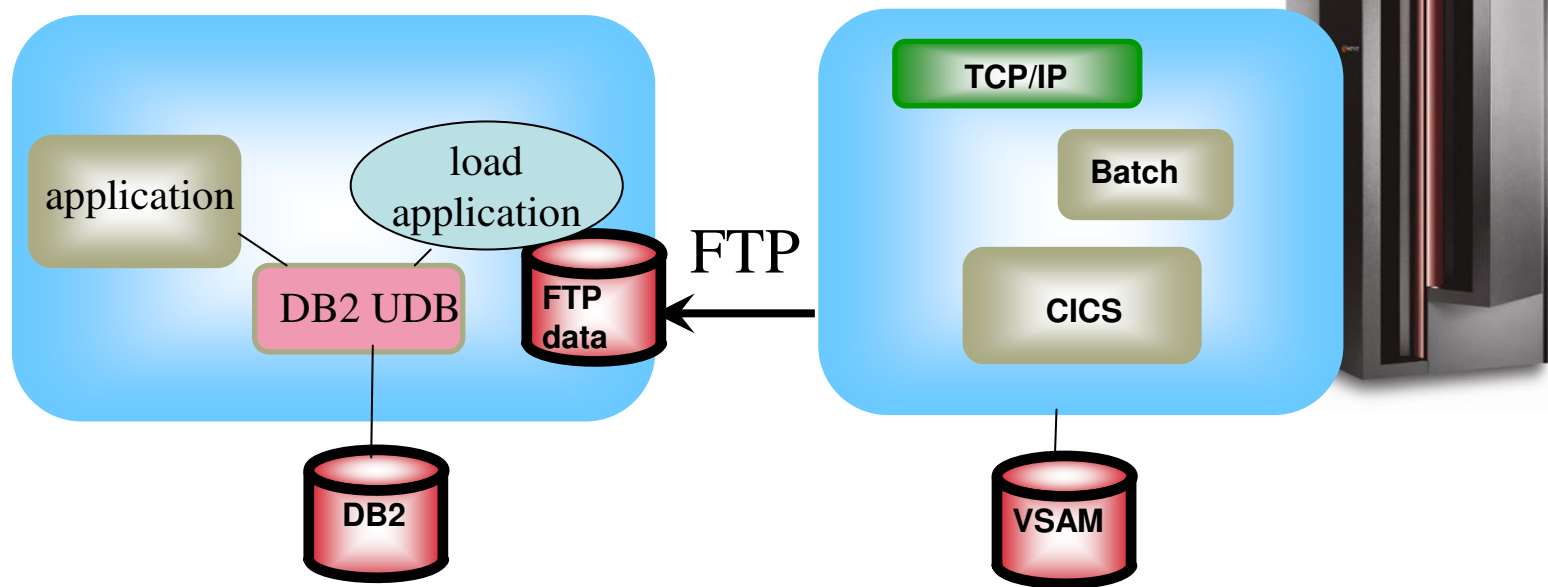 application
load
application
DB2 UDB
FTP
data
DB2
FTP
TCP/IP
Batch
CICS
VSAM